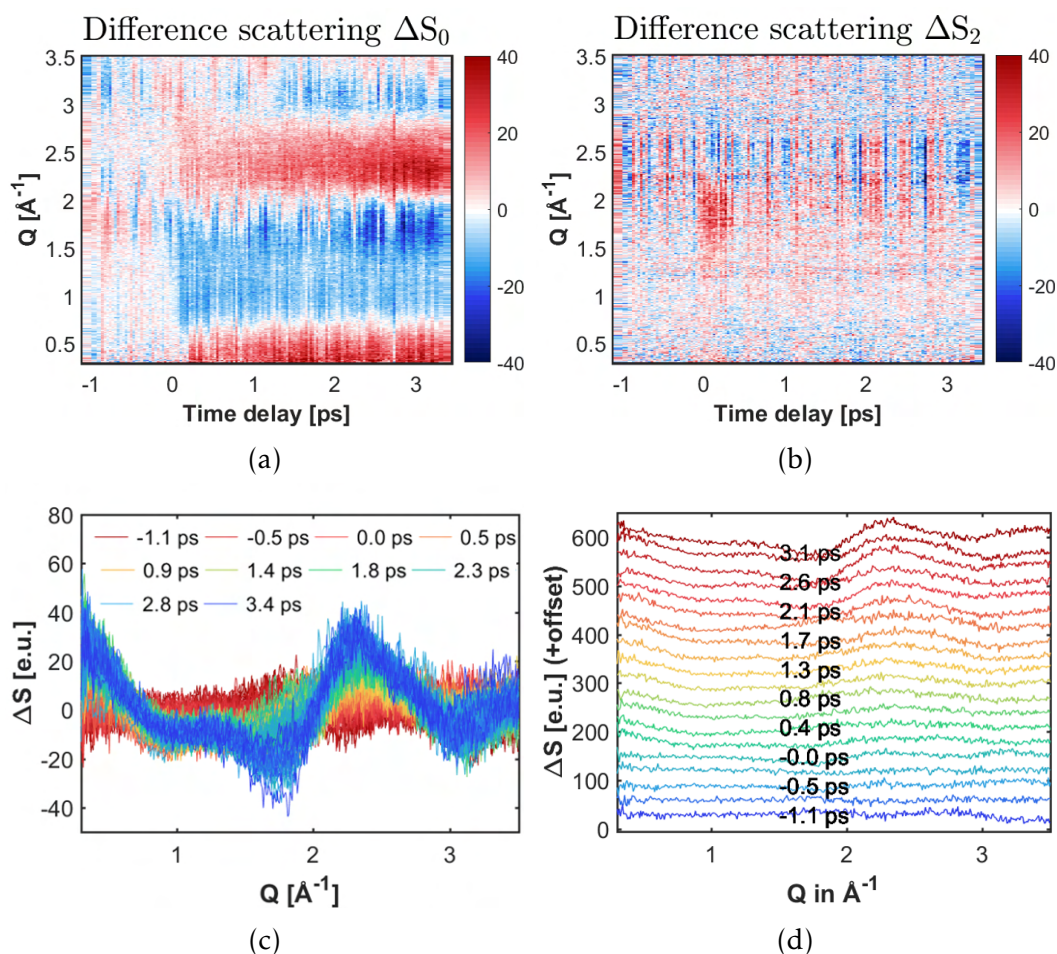 Difference scattering ΔS₀
3.5
3
2.5
2
1.5
1
0.5
Q [Å⁻¹]
-1 0 1 2 3
Time delay [ps]
40
20
0
-20
-40
(a)
Difference scattering ΔS₂
3.5
3
2.5
2
1.5
1
0.5
Q [Å⁻¹]
-1 0 1 2 3
Time delay [ps]
40
20
0
-20
-40
(b)
80
60
40
20
0
-20
-40
ΔS [e.u.]
-1.1 ps -0.5 ps 0.0 ps 0.5 ps
0.9 ps 1.4 ps 1.8 ps 2.3 ps
2.8 ps 3.4 ps
1 2 3
Q [Å⁻¹]
(c)
600
500
400
300
200
100
0
ΔS [e.u.] (+offset)
3.1 ps
2.6 ps
2.1 ps
1.7 ps
1.3 ps
0.8 ps
0.4 ps
-0.0 ps
-0.5 ps
-1.1 ps
1 2 3
Q in Å⁻¹
(d)